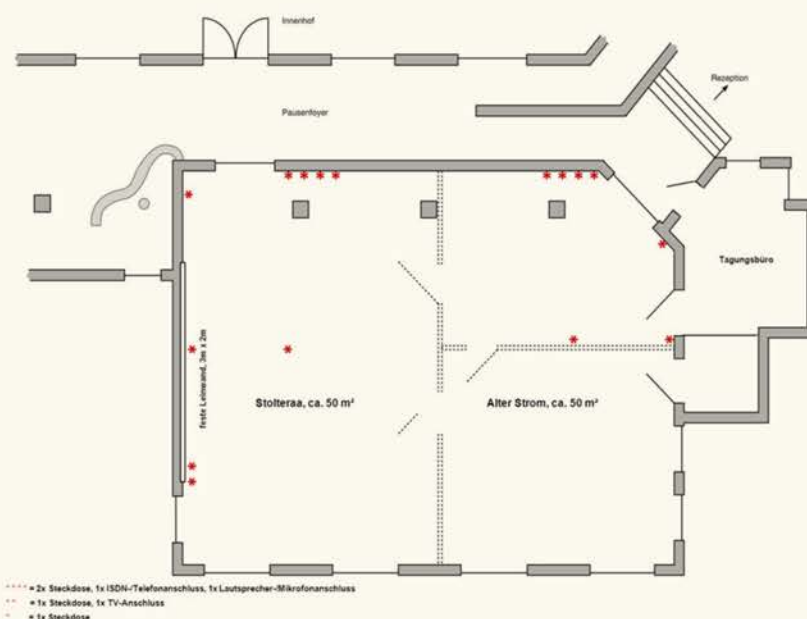 Innenhof
Rezeption
Pausenfoyer
Tagungsbüro
feste Leinwand, 3m x 2m
Stolteraa, ca. 50 m²
Alter Strom, ca. 50 m²
**** = 2x Steckdose, 1x ISDN-/Telefonanschluss, 1x Lautsprecher-/Mikrofonanschluss
** = 1x Steckdose, 1x TV-Anschluss
* = 1x Steckdose